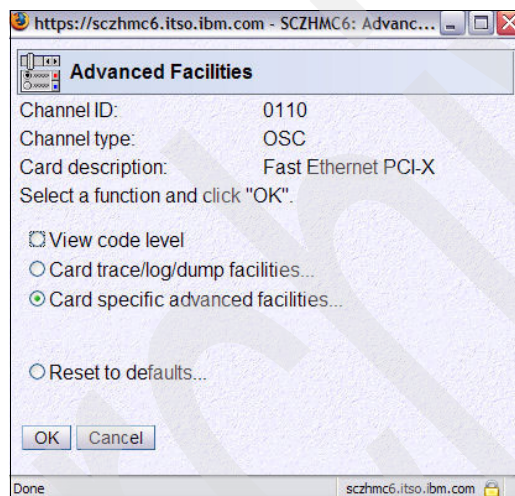 https://sczhmc6.itso.ibm.com - SCZHMC6: Advanc...
Advanced Facilities
Channel ID: 0110
Channel type: OSC
Card description: Fast Ethernet PCI-X
Select a function and click "OK".
View code level
Card trace/log/dump facilities...
Card specific advanced facilities...
Reset to defaults...
OK Cancel
Done sczhmc6.itso.ibm.com